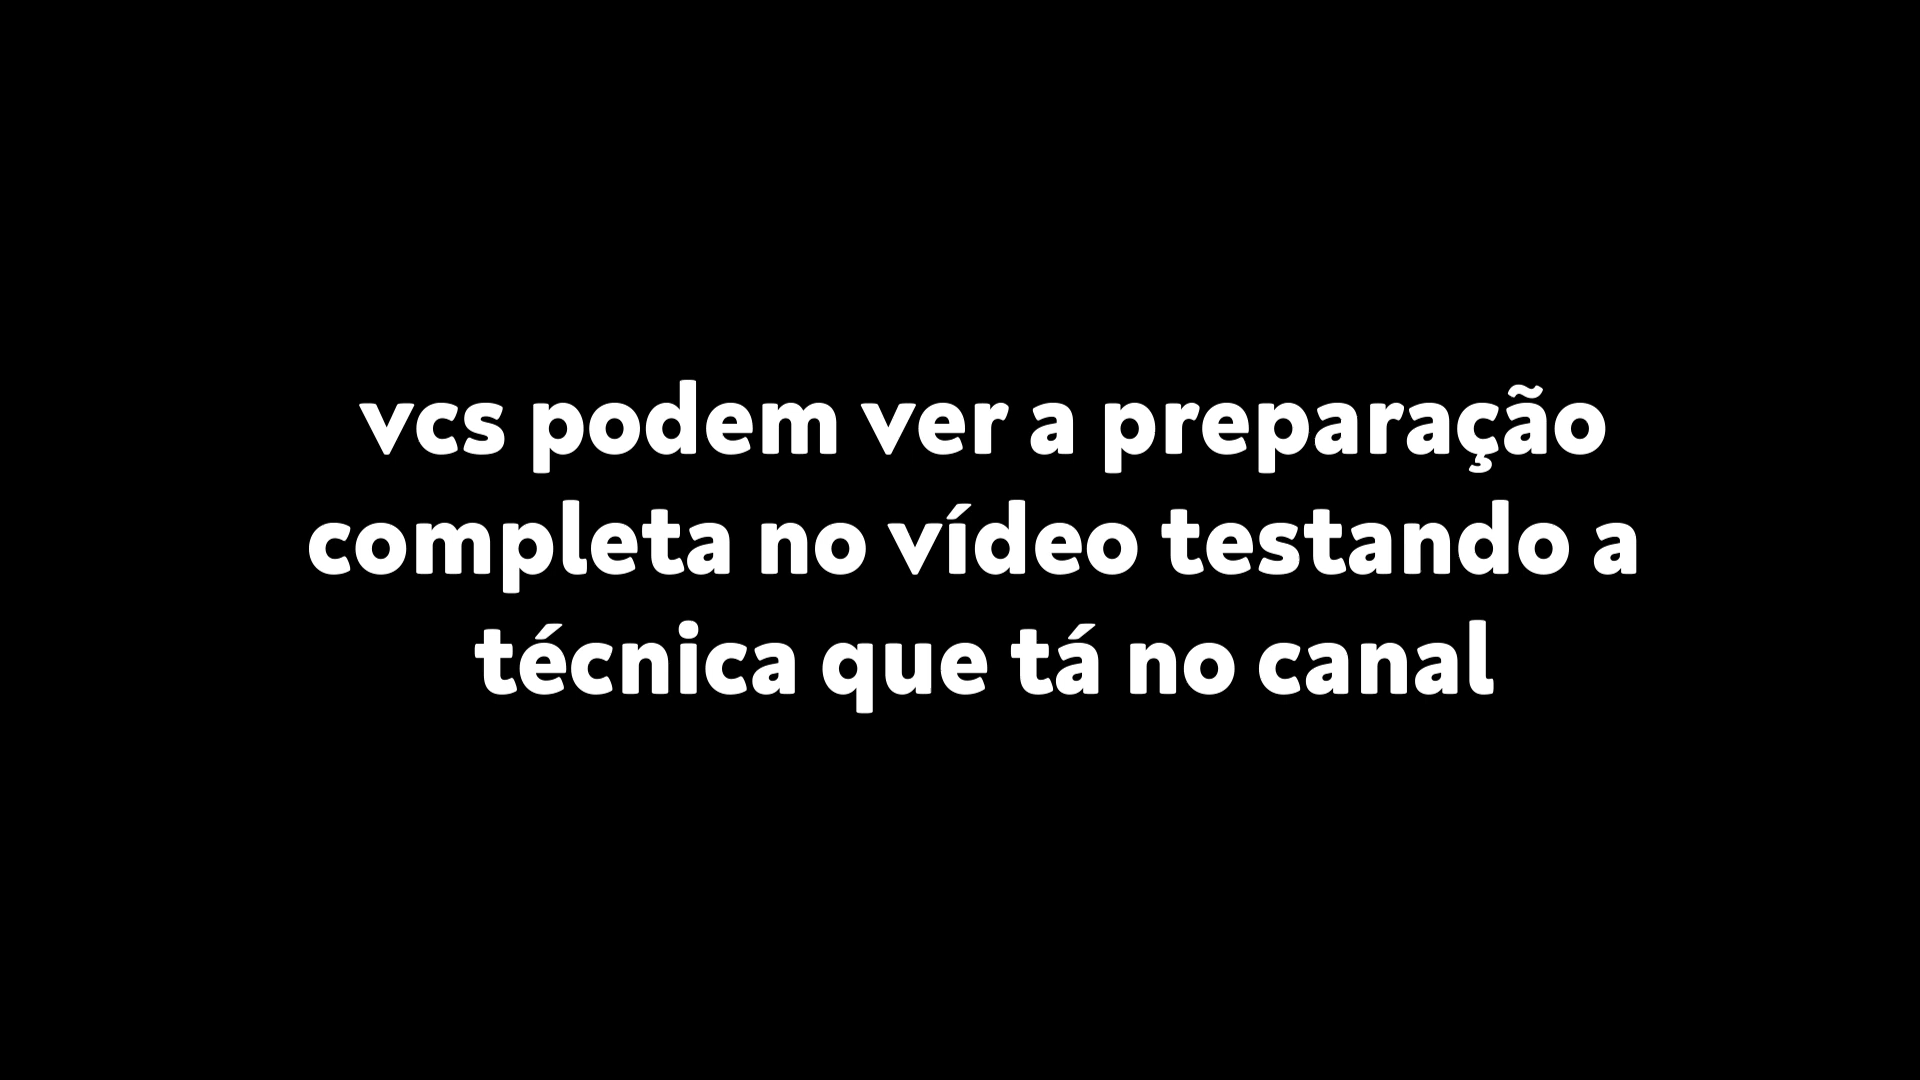 vcs podem ver a preparação
completa no vídeo testando a
técnica que tá no canal